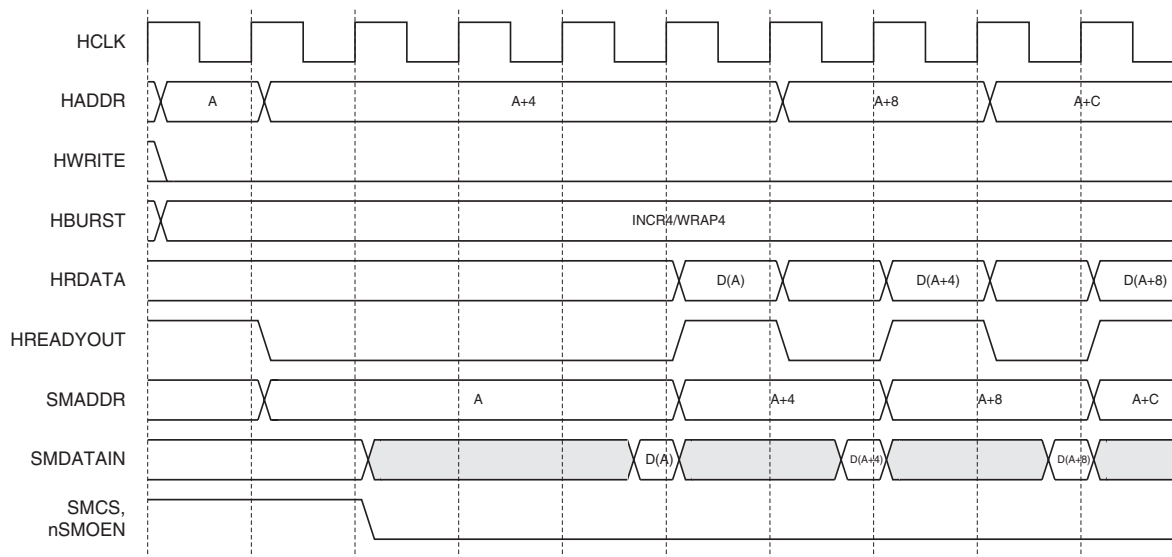 HCLK
HADDR A A+4 A+8 A+C
HWRITE
HBURST INCR4/WRAP4
HRDATA D(A) D(A+4) D(A+8)
HREADYOUT
SMADDR A A+4 A+8 A+C
SMDATAIN D(A) D(A+4) D(A+8)
SMCS,
nSMOEN